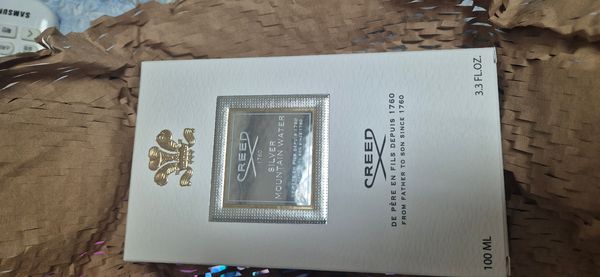 SAMSUNG
CREED
1760
SILVER
MOUNTAIN WATER
CREED
DE PÈRE EN FILS DEPUIS 1760
FROM FATHER TO SON SINCE 1760
100 ML
3.3 FL.OZ.